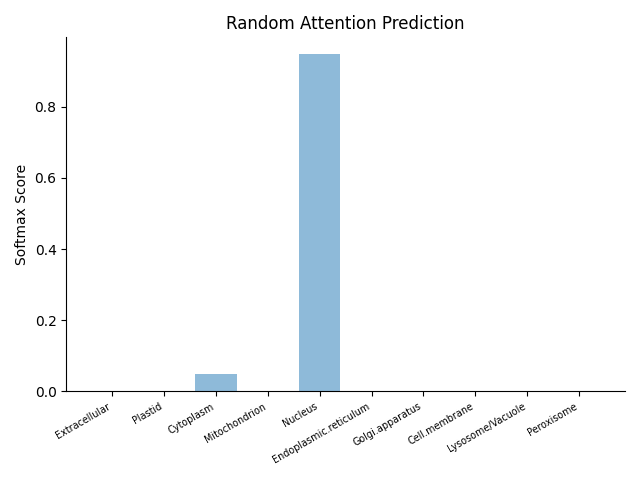 Random Attention Prediction
Softmax Score
0.8
0.6
0.4
0.2
0.0
Extracellular
Plastid
Cytoplasm
Mitochondrion
Nucleus
Endoplasmic.reticulum
Golgi.apparatus
Cell.membrane
Lysosome/Vacuole
Peroxisome